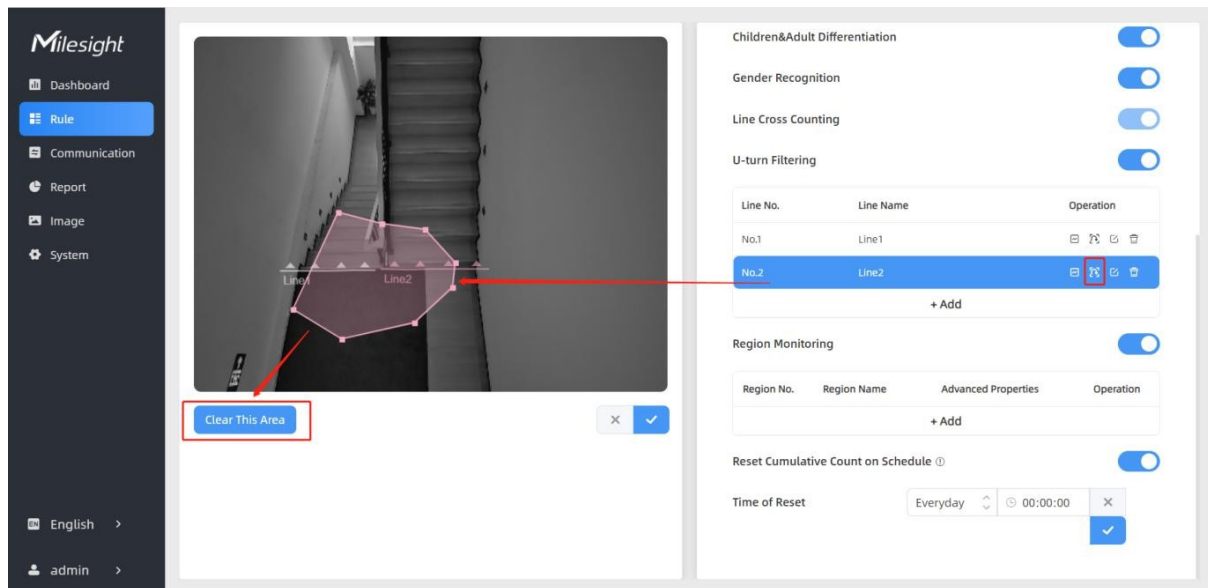 Milesight
Dashboard
Rule
Communication
Report
Image
System
EN English >
admin >
Line1
Line2
Clear This Area
Children&Adult Differentiation
Gender Recognition
Line Cross Counting
U-turn Filtering
Line No. Line Name Operation
No.1 Line1
No.2 Line2
+ Add
Region Monitoring
Region No. Region Name Advanced Properties Operation
+ Add
Reset Cumulative Count on Schedule
Time of Reset Everyday 00:00:00